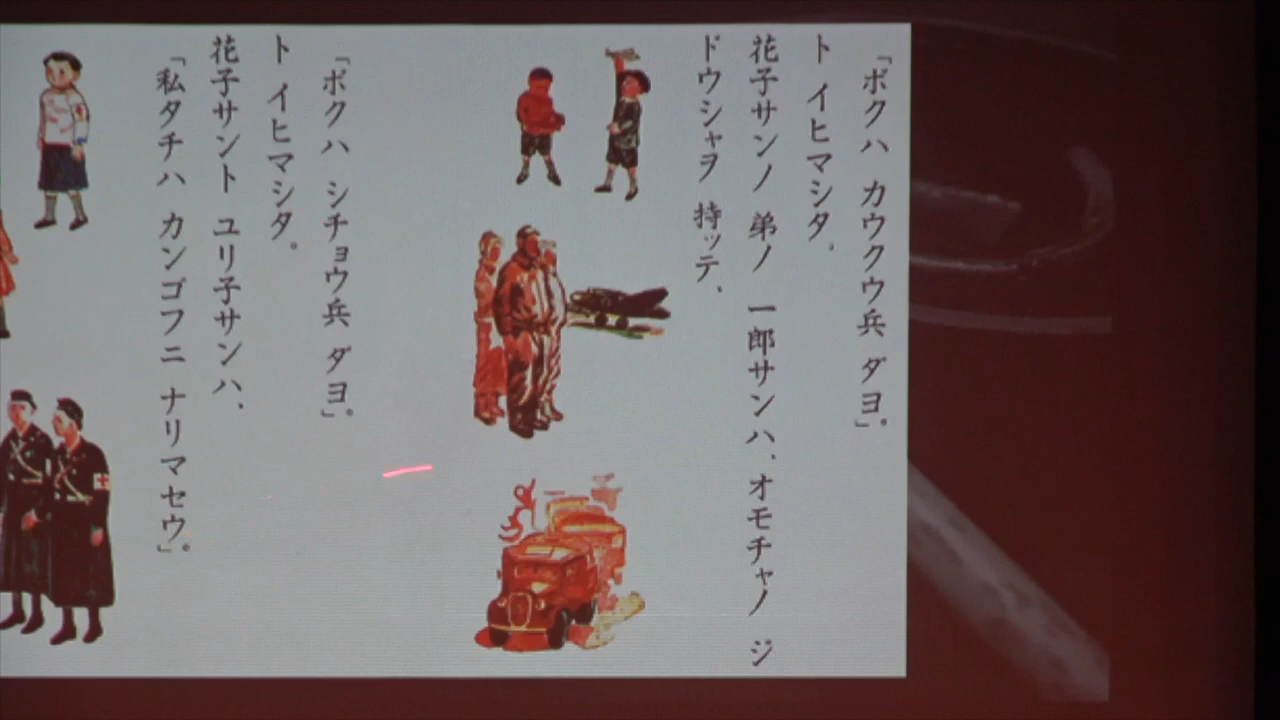 「ボクハ カウクウ兵 ダヨ。」
ト イヒマシタ。
花子サンノ 弟ノ 一郎サンハ、オモチャノ ジ
ドウシャヲ 持ッテ、
「ボクハ シチョウ兵 ダヨ。」
ト イヒマシタ。
花子サント ユリ子サンハ、
「私タチハ カンゴフニ ナリマセウ。」